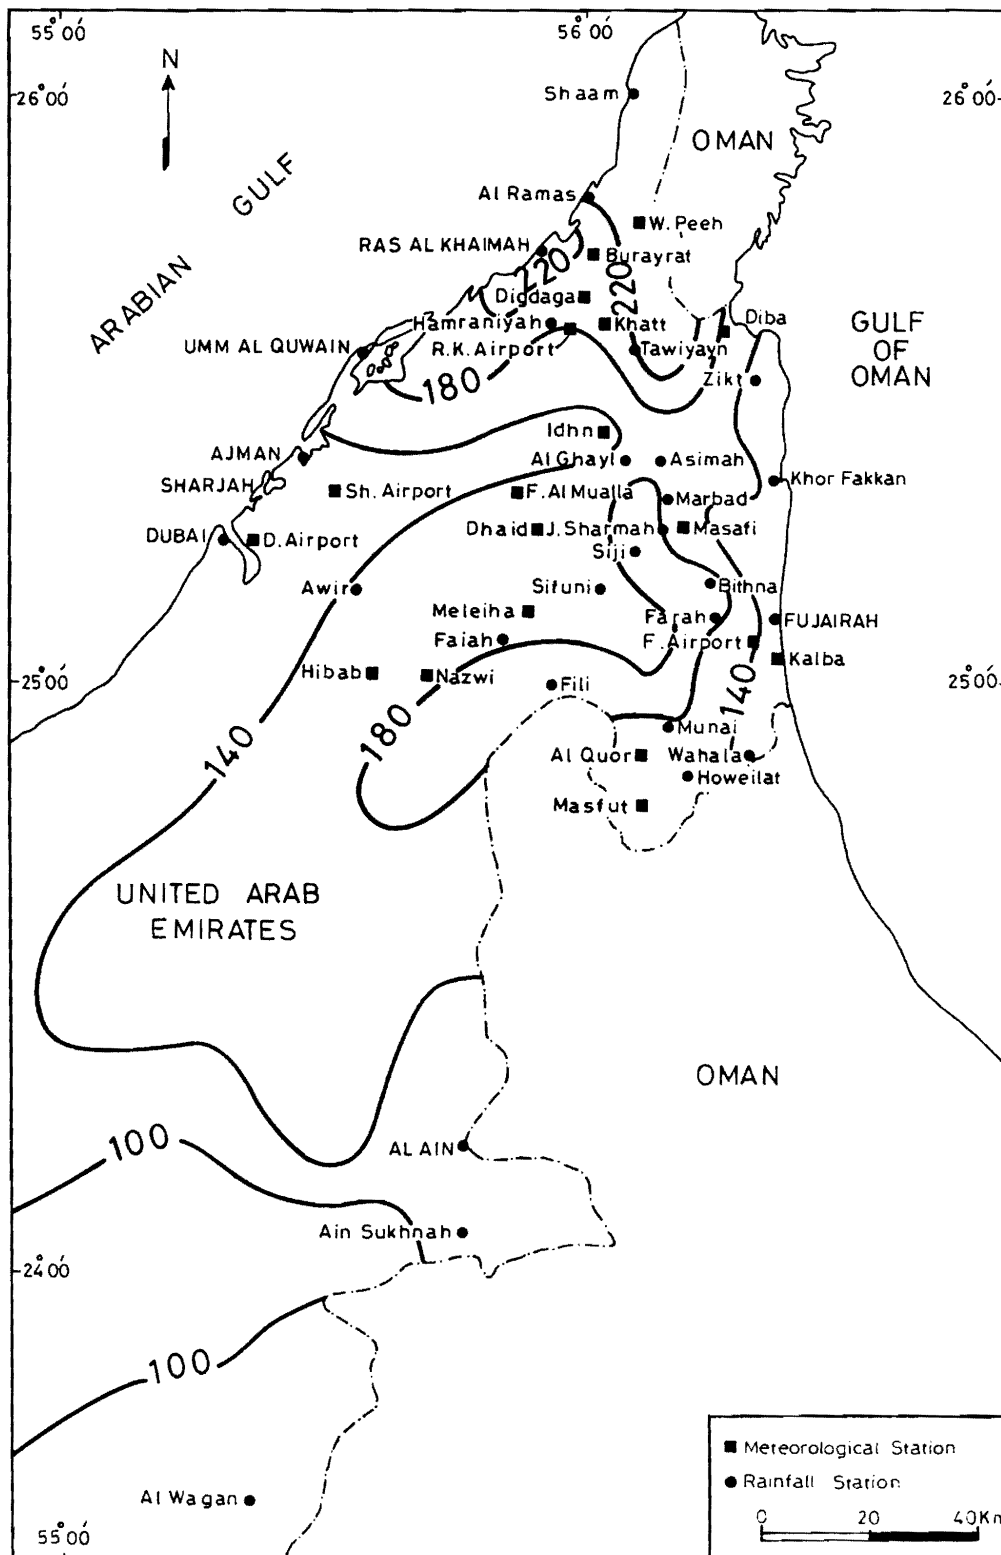 55°00'
56°00'
N
26°00'
26°00'
Shaam
OMAN
GULF
ARABIAN
Al Ramas
W. Peeh
RAS AL KHAIMAH
220
Burayrat
220
Digdaga
Hamraniyah
Khatt
Diba
R.K. Airport
Tawiyayn
UMM AL QUWAIN
GULF
OF
OMAN
180
Zikt
Idhn
AJMAN
Al Ghayl
Asimah
SHARJAH
Sh. Airport
F. Al Mualla
Marbad
Khor Fakkan
DUBAI
D. Airport
Dhaid
J. Sharmah
Masafi
Siji
Awir
Sifuni
Bithna
Meleiha
Farah
FUJAIRAH
Faiah
F. Airport
Kalba
Hibab
Nazwi
Fili
25°00'
25°00'
140
180
140
Munai
Al Quor
Wahala
Howeilat
Masfut
UNITED ARAB
EMIRATES
OMAN
100
AL AIN
Ain Sukhnah
24°00'
100
Al Wagan
55°00'
Meteorological Station
Rainfall Station
0 20 40Km